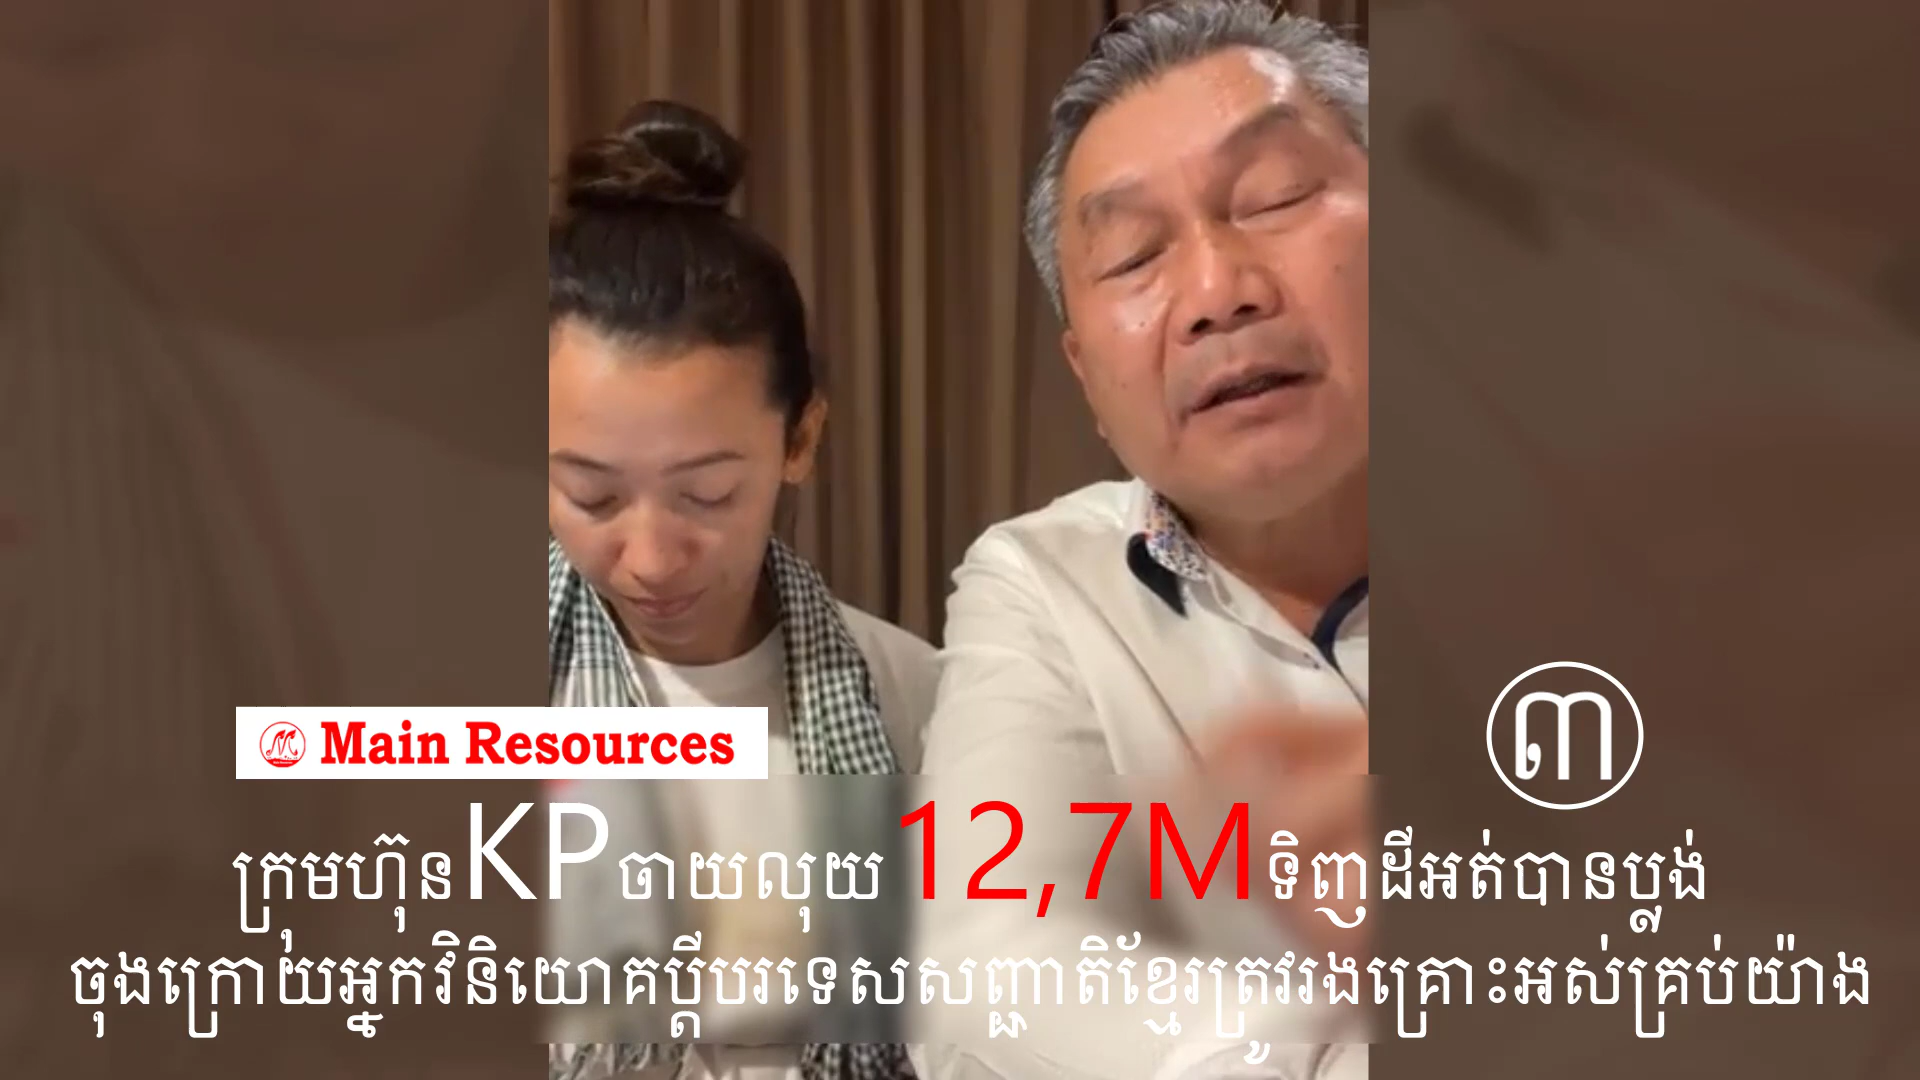 Main Resources
៣
ក្រុមហ៊ុនKPចាយលុយ12,7Mទិញដីអត់បានប្លង់
ចុងក្រោយអ្នកវិនិយោគប្តីបរទេសសញ្ជាតិខ្មែរត្រូវរងគ្រោះអស់គ្រប់យ៉ាង